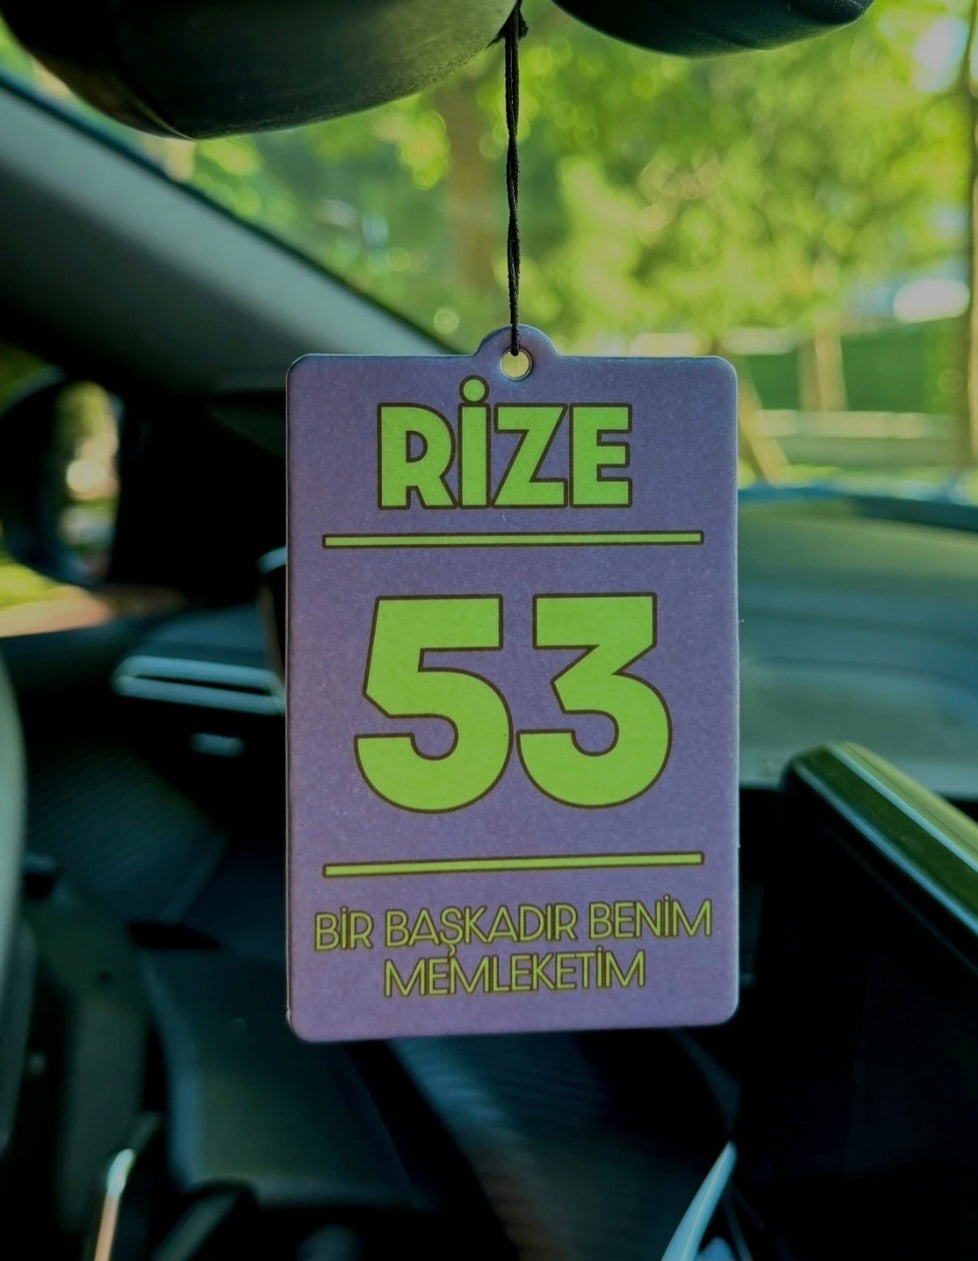 RİZE
53
BİR BAŞKADIR BENİM
MEMLEKETİM